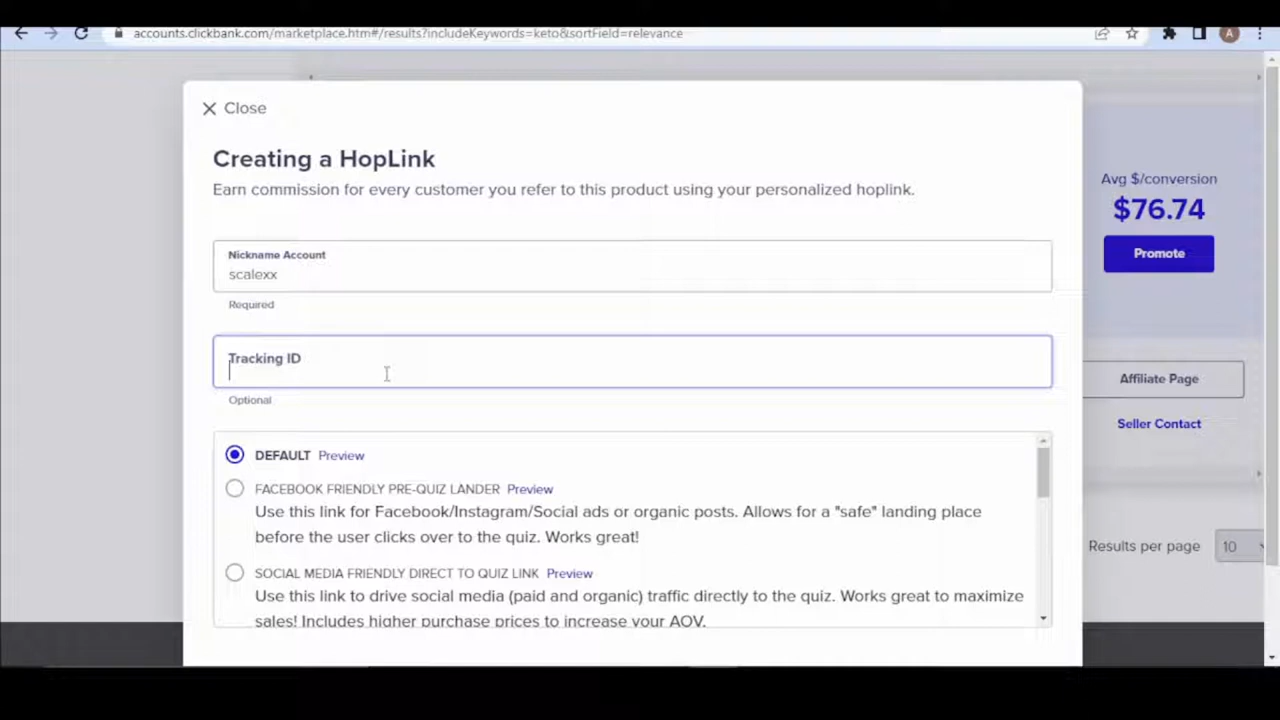 accounts.clickbank.com/marketplace.htm#/results?includeKeywords=keto&sortField=relevance
A
Close
Creating a HopLink
Earn commission for every customer you refer to this product using your personalized hoplink.
Avg $/conversion
$76.74
Promote
Nickname Account
scalexx
Required
Tracking ID
Optional
Affiliate Page
Seller Contact
DEFAULT Preview
FACEBOOK FRIENDLY PRE-QUIZ LANDER Preview
Use this link for Facebook/Instagram/Social ads or organic posts. Allows for a "safe" landing place
before the user clicks over to the quiz. Works great!
Results per page 10
SOCIAL MEDIA FRIENDLY DIRECT TO QUIZ LINK Preview
Use this link to drive social media (paid and organic) traffic directly to the quiz. Works great to maximize
sales! Includes higher purchase prices to increase your AOV.